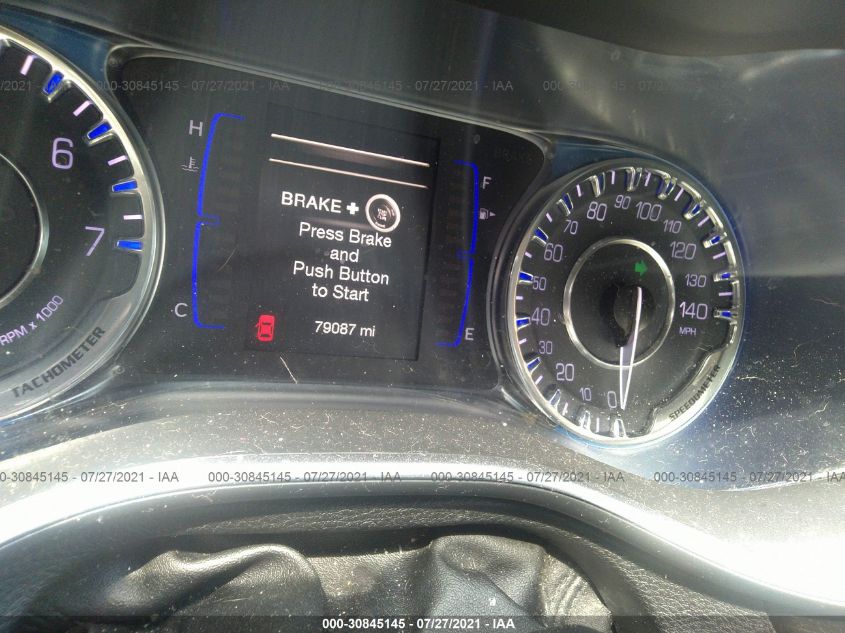 000-30845145 - 07/27/2021 - IAA
000-30845145 - 07/27/2021 - IAA
000-30845145 - 07/27/2021 - IAA
6
7
RPM x 1000
TACHOMETER
H
C
BRAKE +
Press Brake
and
Push Button
to Start
79087 mi
BRAKE
F
E
0
10
20
30
40
50
60
70
80
90
100
110
120
130
140
MPH
SPEEDOMETER
000-30845145 - 07/27/2021 - IAA
000-30845145 - 07/27/2021 - IAA
000-30845145 - 07/27/2021 - IAA
000-30845145 - 07/27/2021 - IAA
000-30845145 - 07/27/2021 - IAA